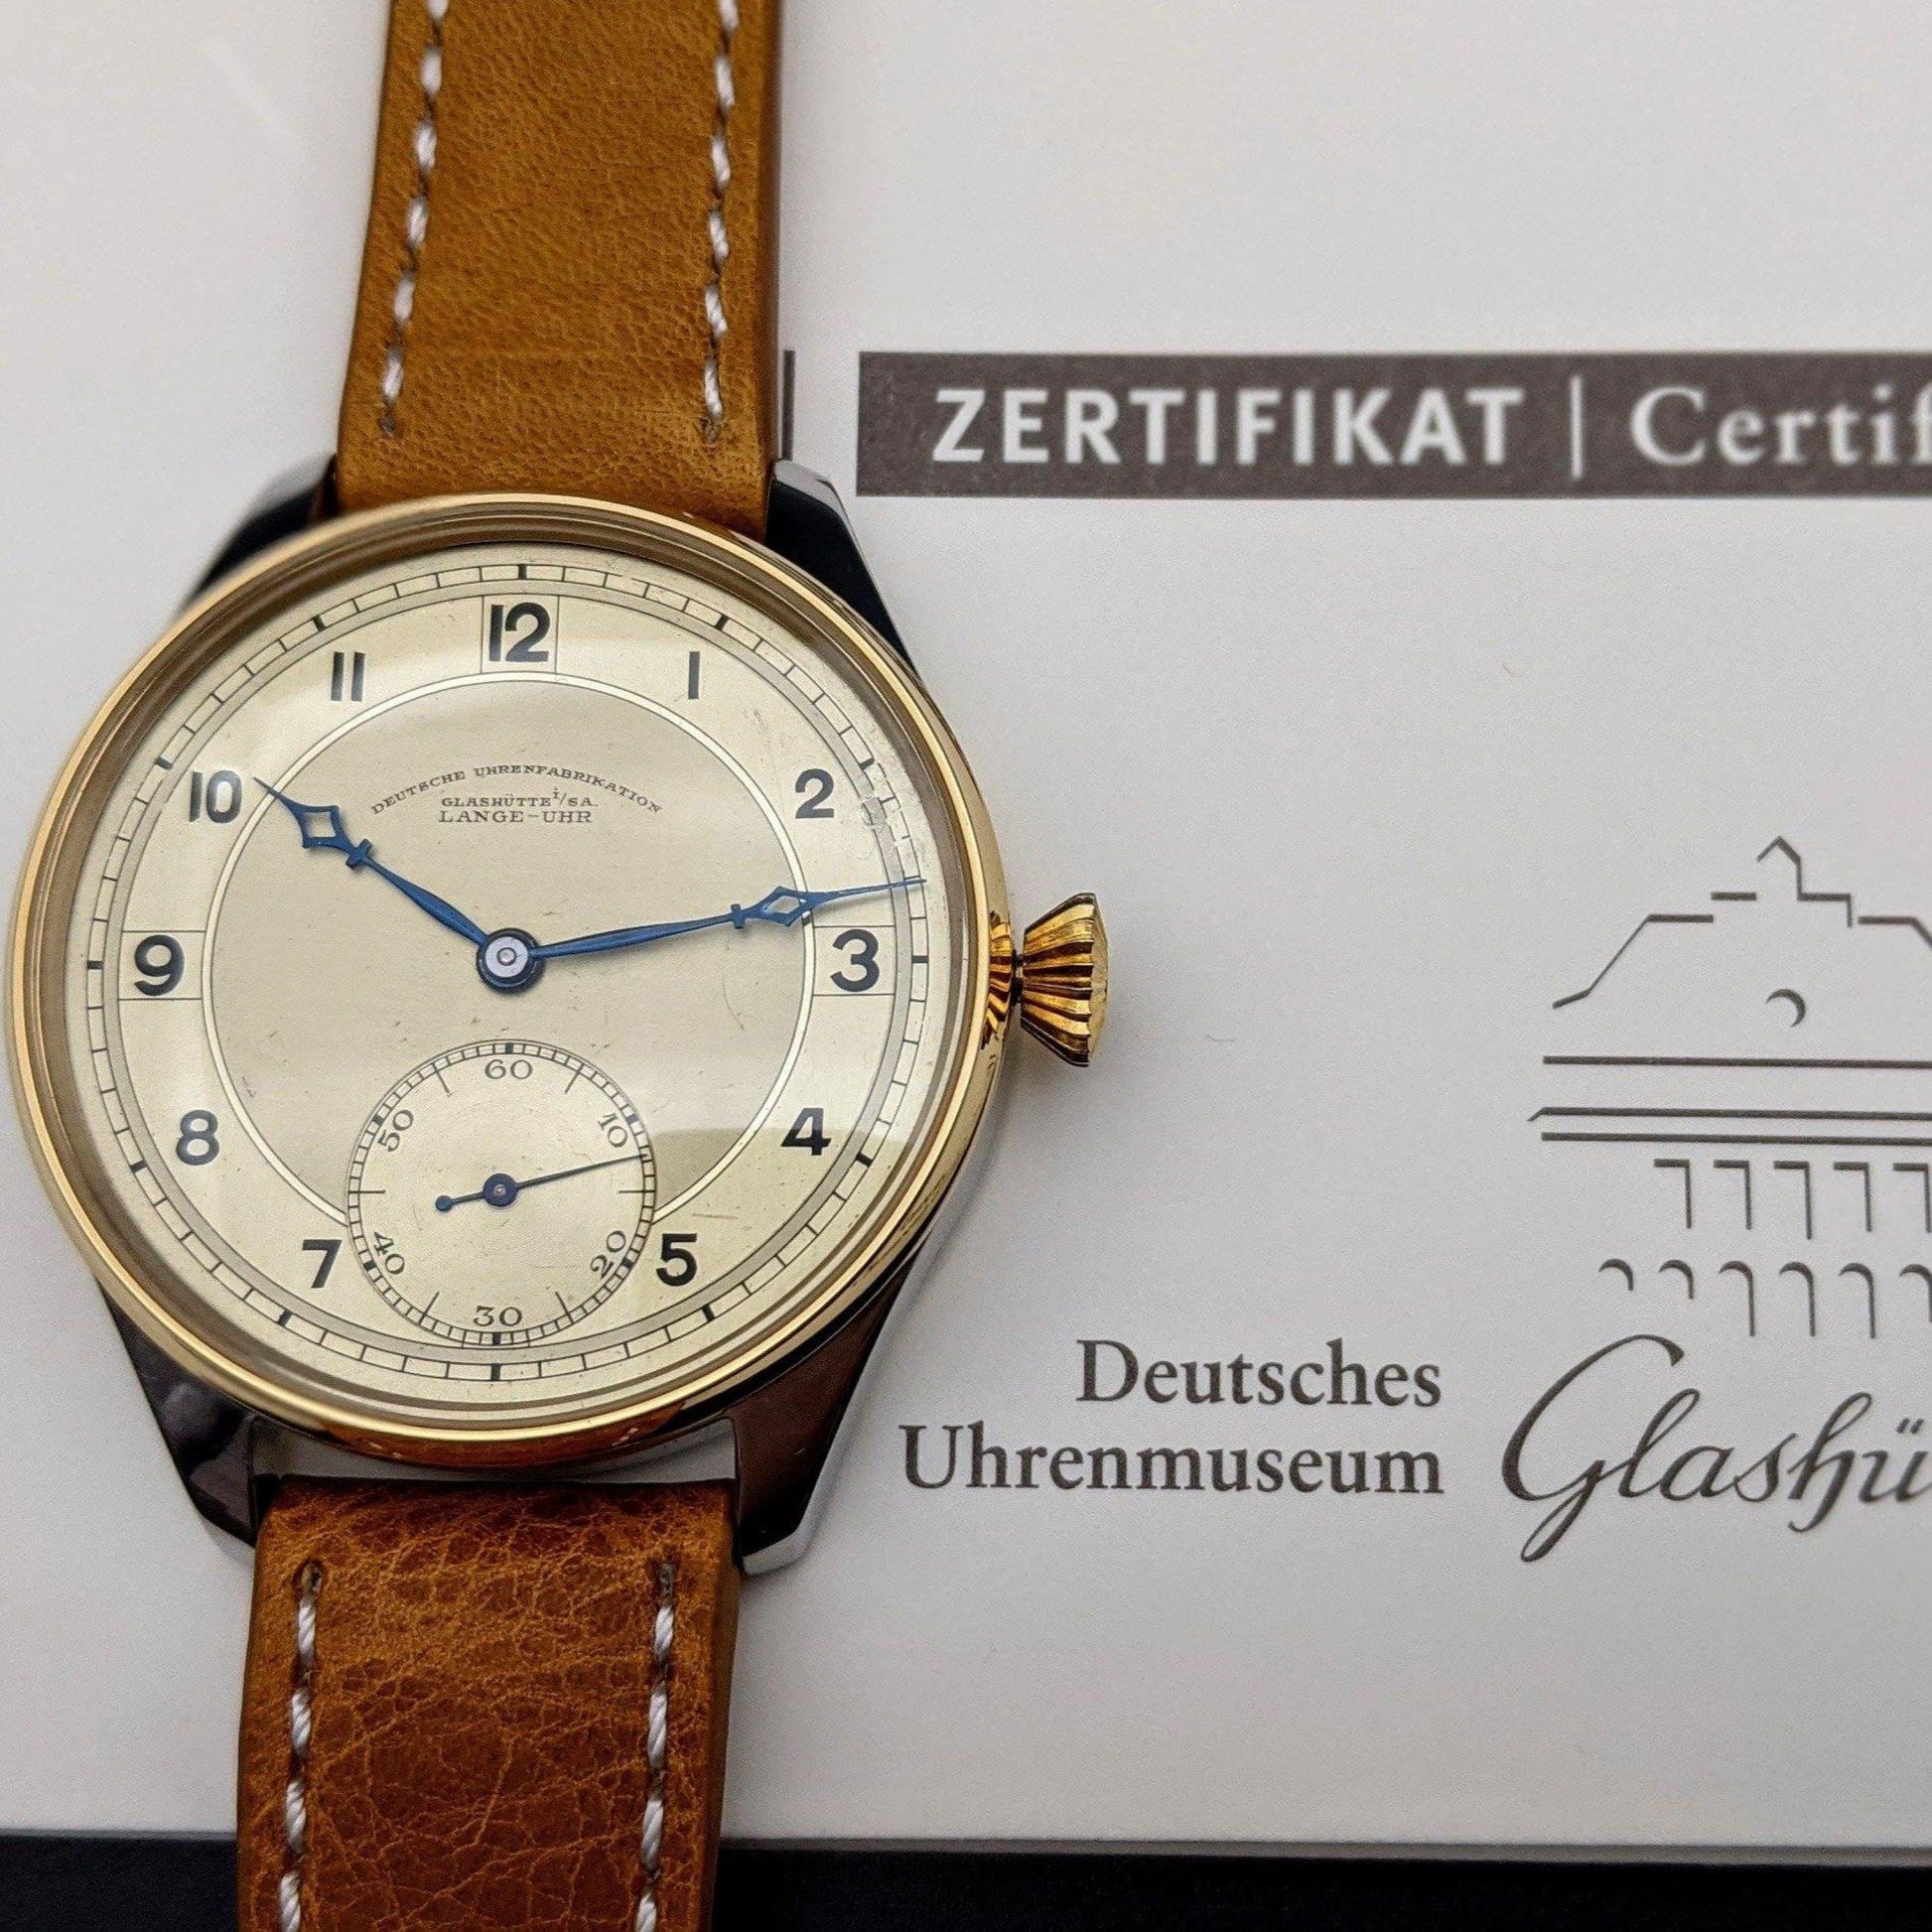 ZERTIFIKAT | Certif
12
11
1
10
2
DEUTSCHE UHRENFABRIKATION
GLASHÜTTE i/SA.
LANGE-UHR
9
3
8
4
7
5
60
50
10
40
20
30
Deutsches
Uhrenmuseum
Glashü